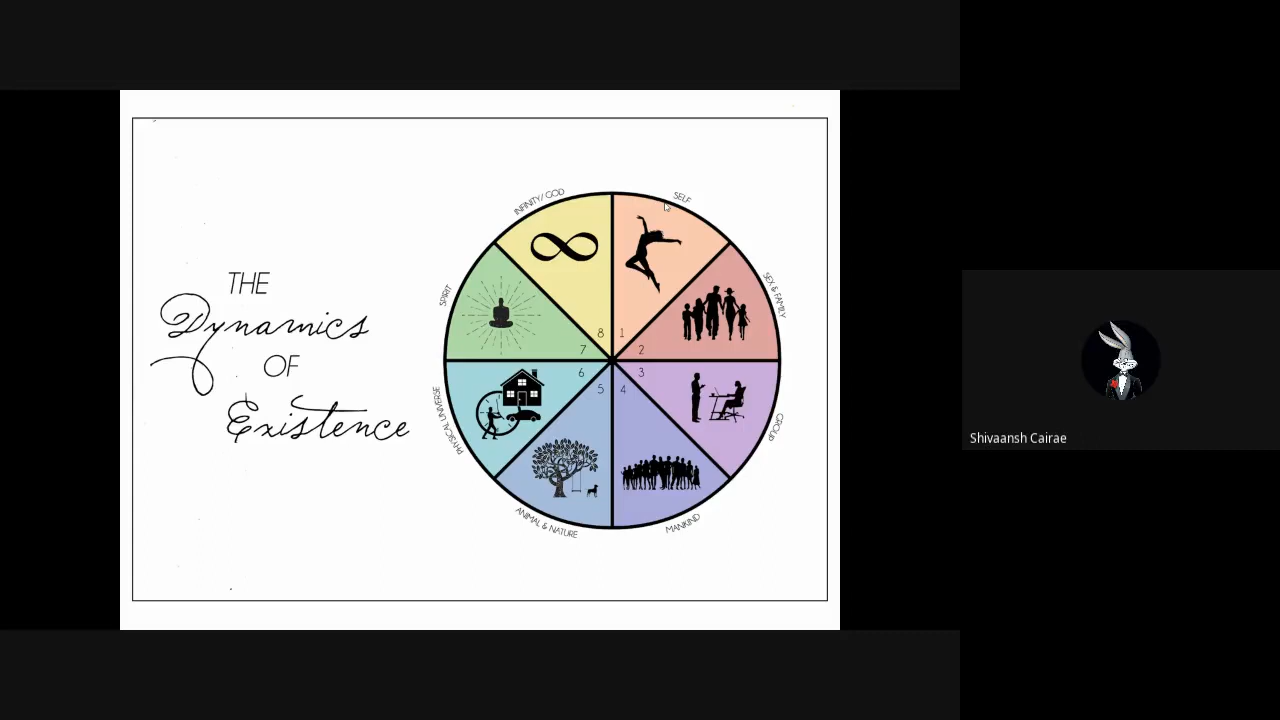 THE
Dynamics
OF
Existence
INFINITY/ GOD
SELF
SEX & FAMILY
GROUP
MANKIND
ANIMAL & NATURE
PHYSICAL UNIVERSE
SPIRIT
8 1
7 2
6 3
5 4
Shivaansh Cairae